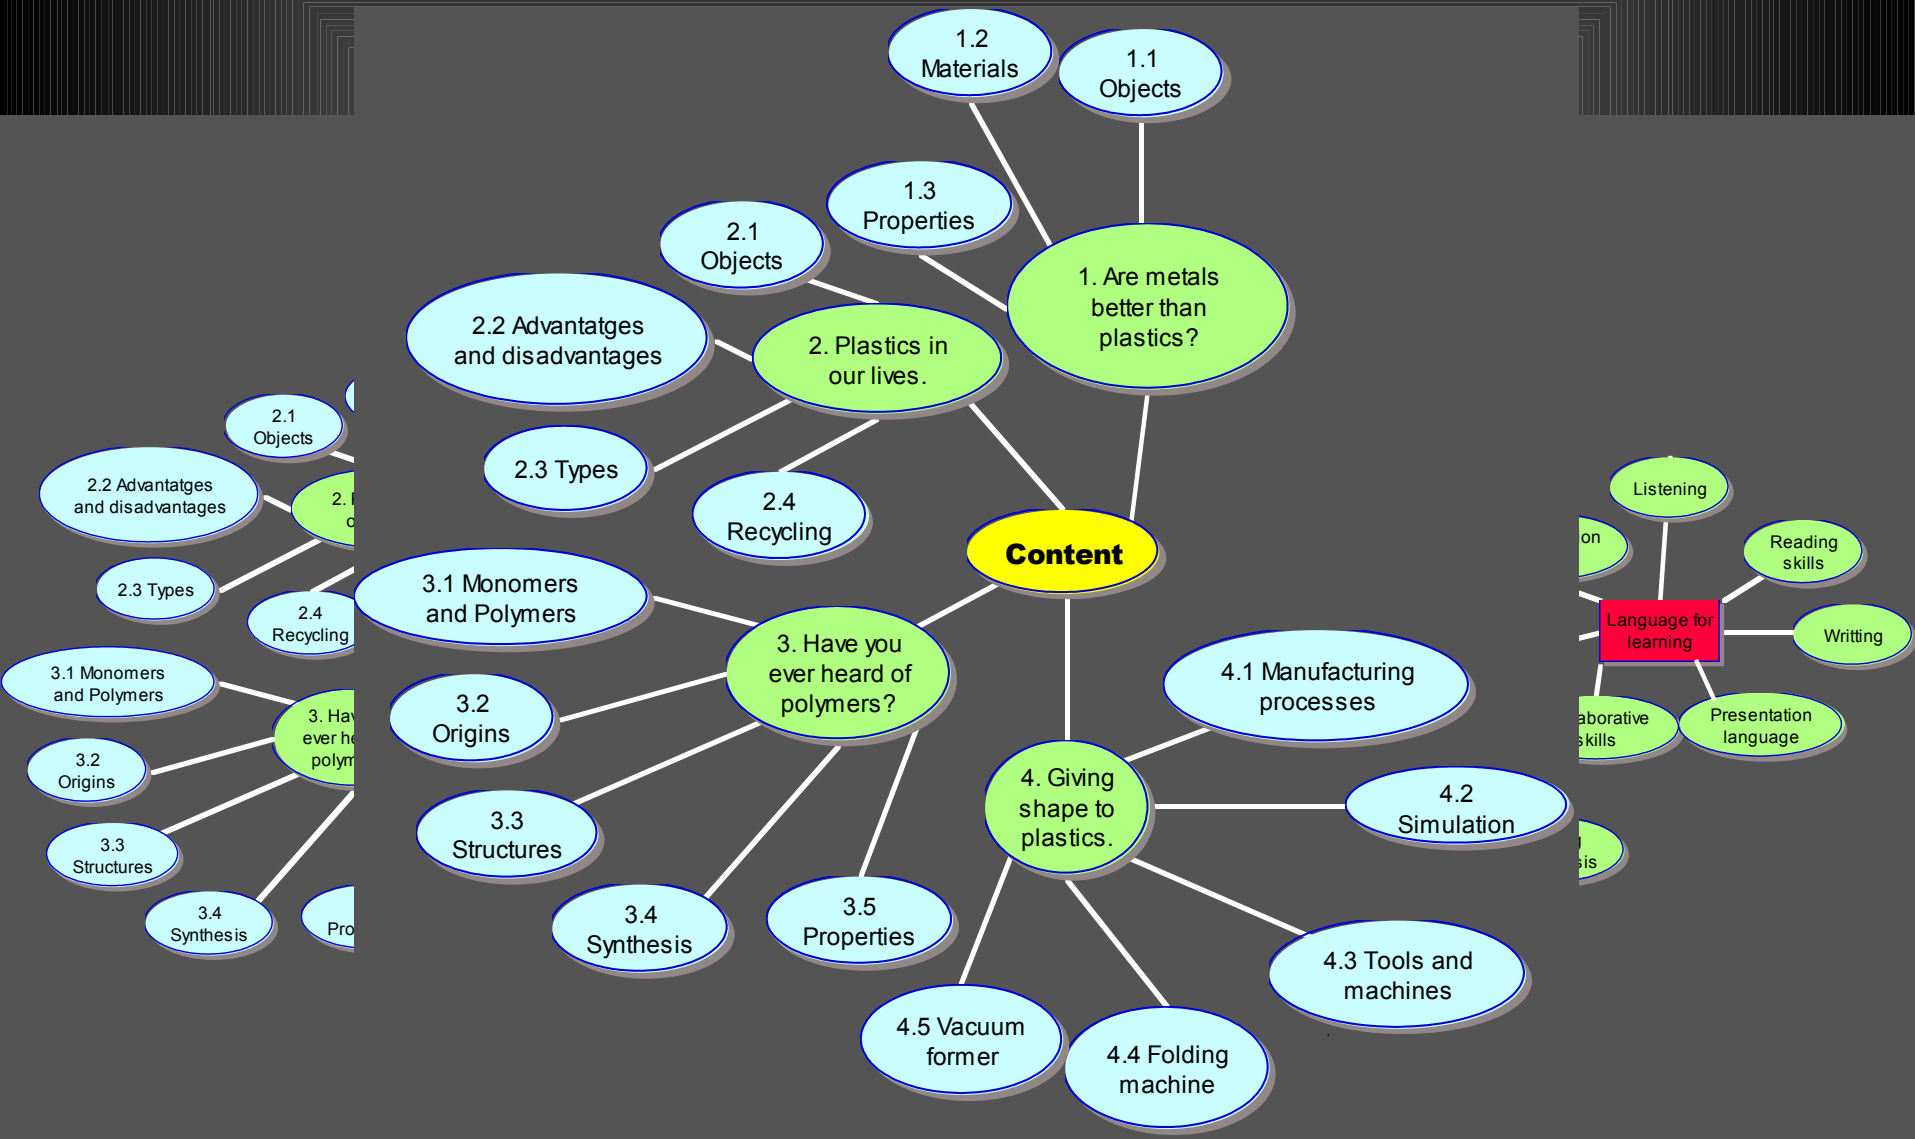 1.2
Materials
1.1
Objects
1.3
Properties
2.1
Objects
1. Are metals
better than
plastics?
2.2 Advantatges
and disadvantages
2. Plastics in
our lives.
2.3 Types
2.4
Recycling
Content
3.1 Monomers
and Polymers
3. Have you
ever heard of
polymers?
3.2
Origins
3.3
Structures
3.4
Synthesis
3.5
Properties
4. Giving
shape to
plastics.
4.1 Manufacturing
processes
4.2
Simulation
4.3 Tools and
machines
4.4 Folding
machine
4.5 Vacuum
former
2.1
Objects
2.2 Advantatges
and disadvantages
2.
2.3 Types
2.4
Recycling
3.1 Monomers
and Polymers
3.
ever
3.2
Origins
3.3
Structures
3.4
Synthesis
Listening
Reading
skills
Language for
learning
Writting
Presentation
language